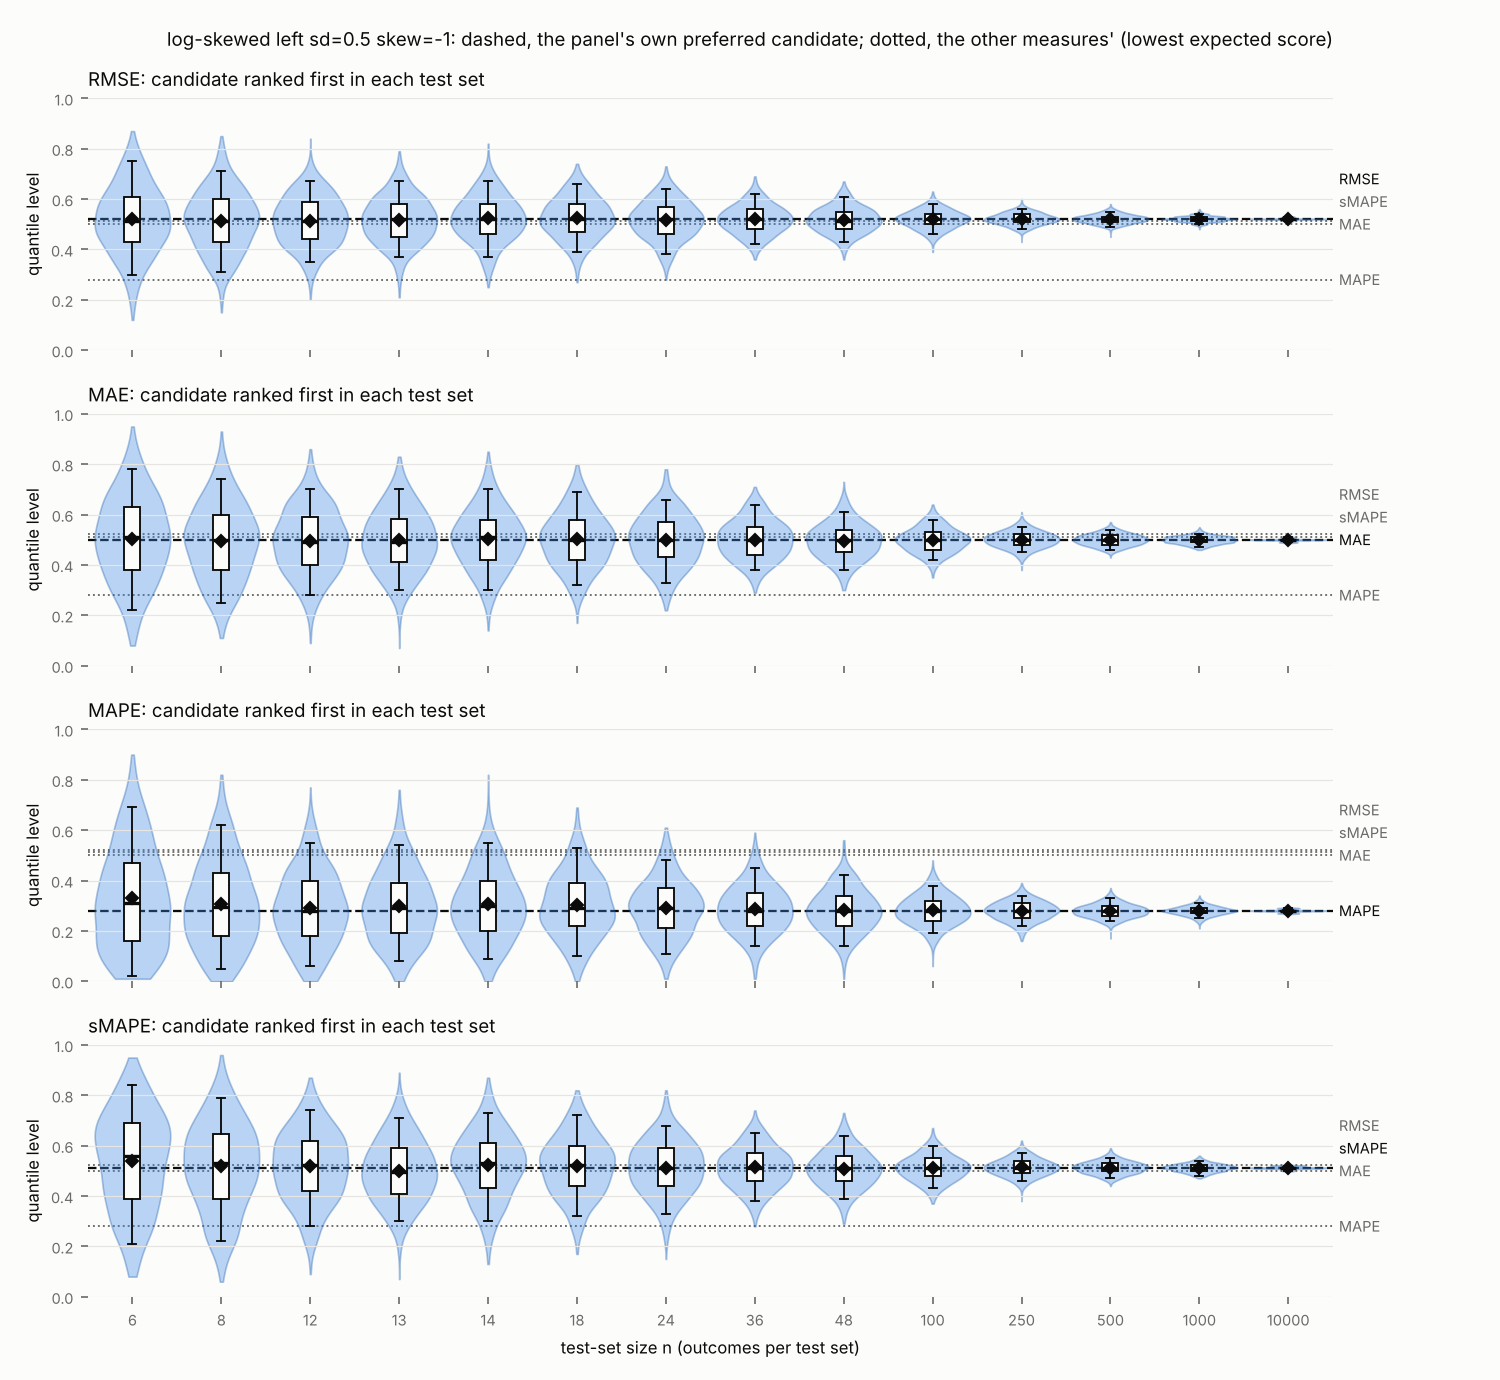 log-skewed left sd=0.5 skew=-1: dashed, the panel's own preferred candidate; dotted, the other measures' (lowest expected score)
RMSE: candidate ranked first in each test set
1.0
0.8
0.6
0.4
0.2
0.0
quantile level
RMSE
sMAPE
MAE
MAPE
MAE: candidate ranked first in each test set
1.0
0.8
0.6
0.4
0.2
0.0
quantile level
RMSE
sMAPE
MAE
MAPE
MAPE: candidate ranked first in each test set
1.0
0.8
0.6
0.4
0.2
0.0
quantile level
RMSE
sMAPE
MAE
MAPE
sMAPE: candidate ranked first in each test set
1.0
0.8
0.6
0.4
0.2
0.0
quantile level
RMSE
sMAPE
MAE
MAPE
6 8 12 13 14 18 24 36 48 100 250 500 1000 10000
test-set size n (outcomes per test set)